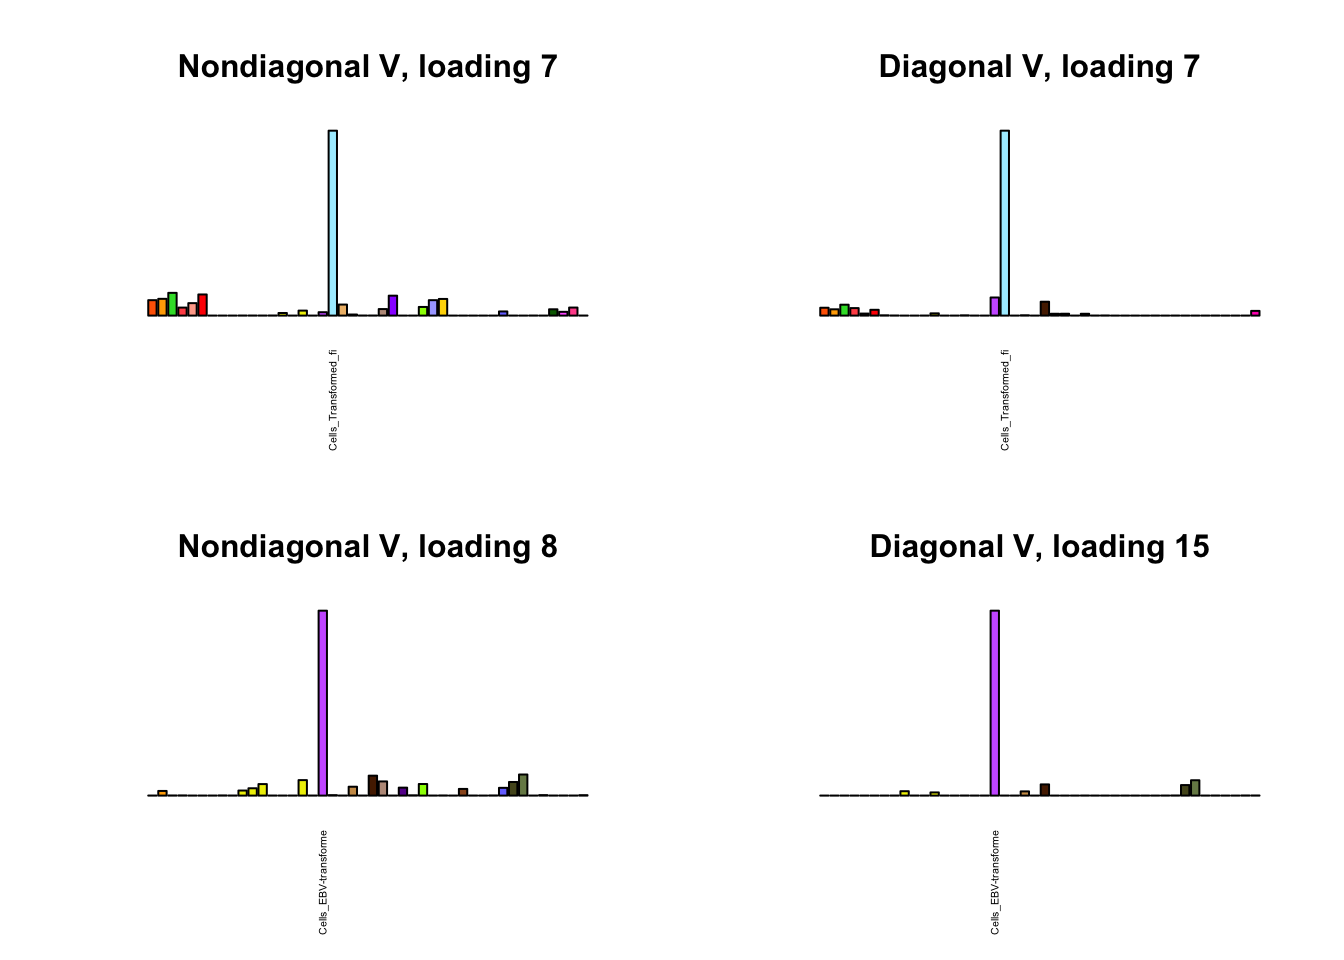 Nondiagonal V, loading 7
Diagonal V, loading 7
Cells_Transformed_fi
Cells_Transformed_fi
Nondiagonal V, loading 8
Diagonal V, loading 15
Cells_EBV-transforme
Cells_EBV-transforme